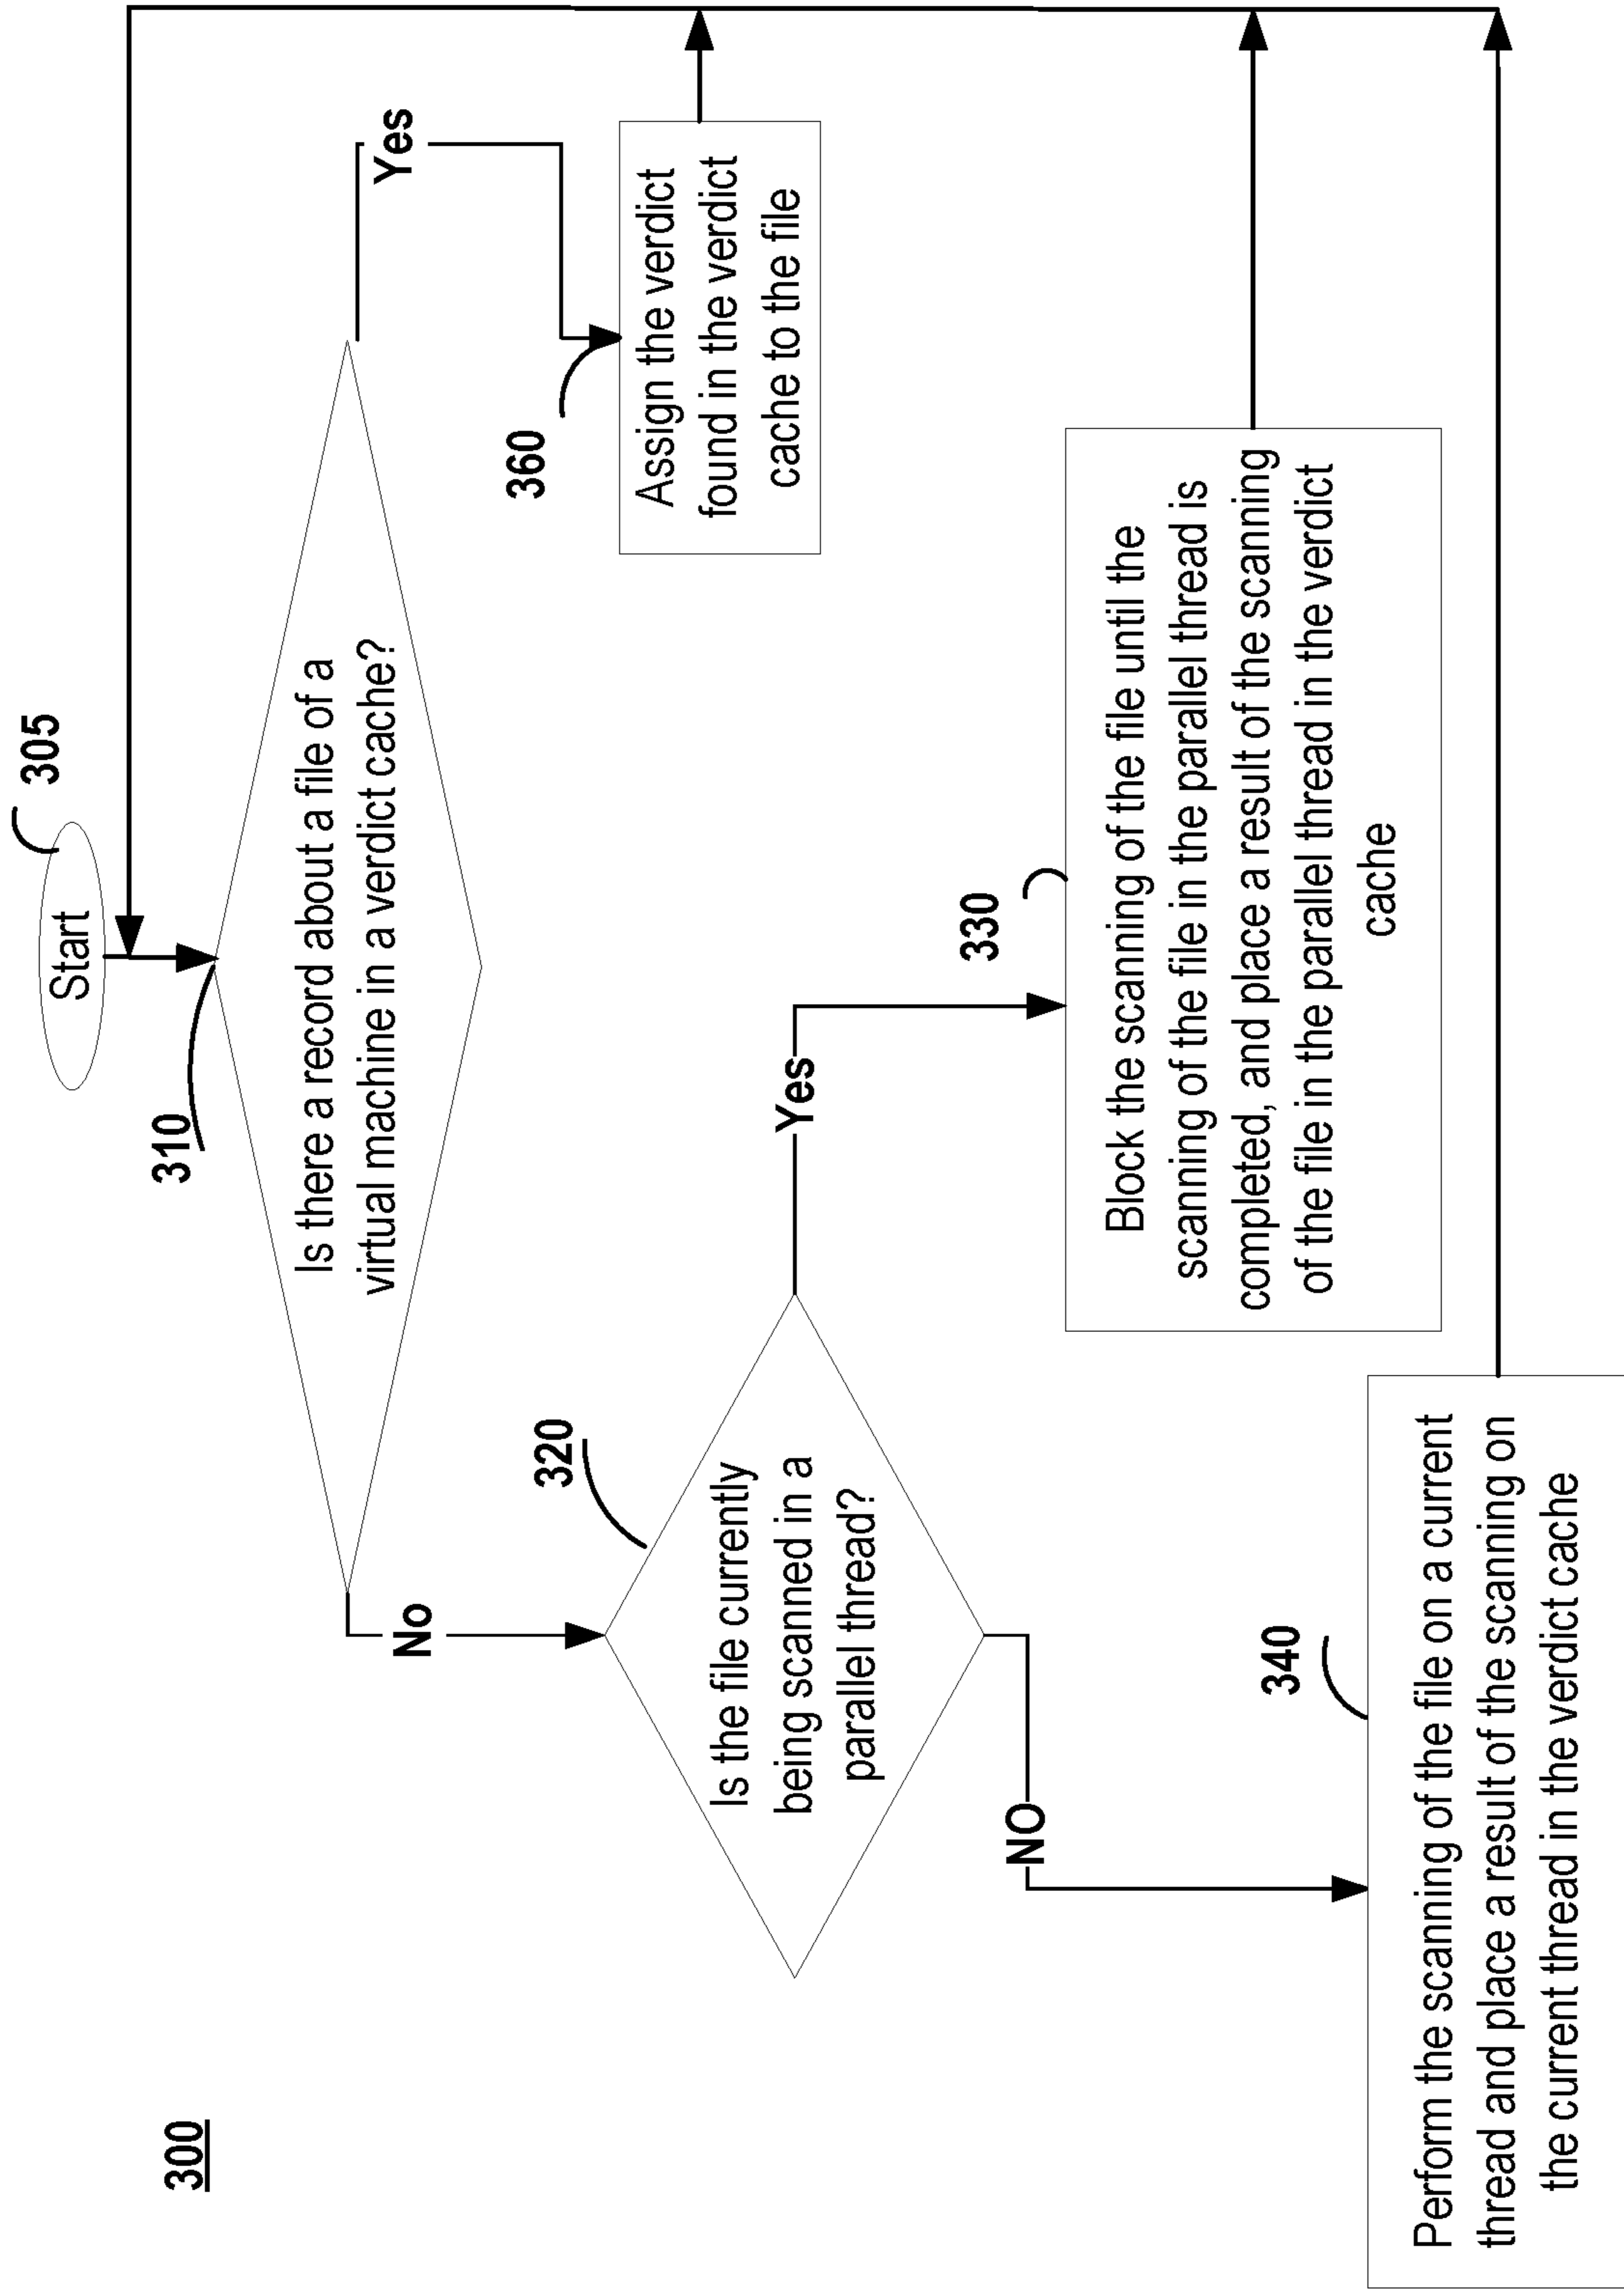 300
Start
305
310
Is there a record about a file of a
virtual machine in a verdict cache?
No
Yes
320
Is the file currently
being scanned in a
parallel thread?
360
Assign the verdict
found in the verdict
cache to the file
Yes
NO
330
Block the scanning of the file until the
scanning of the file in the parallel thread is
completed, and place a result of the scanning
of the file in the parallel thread in the verdict
cache
340
Perform the scanning of the file on a current
thread and place a result of the scanning on
the current thread in the verdict cache